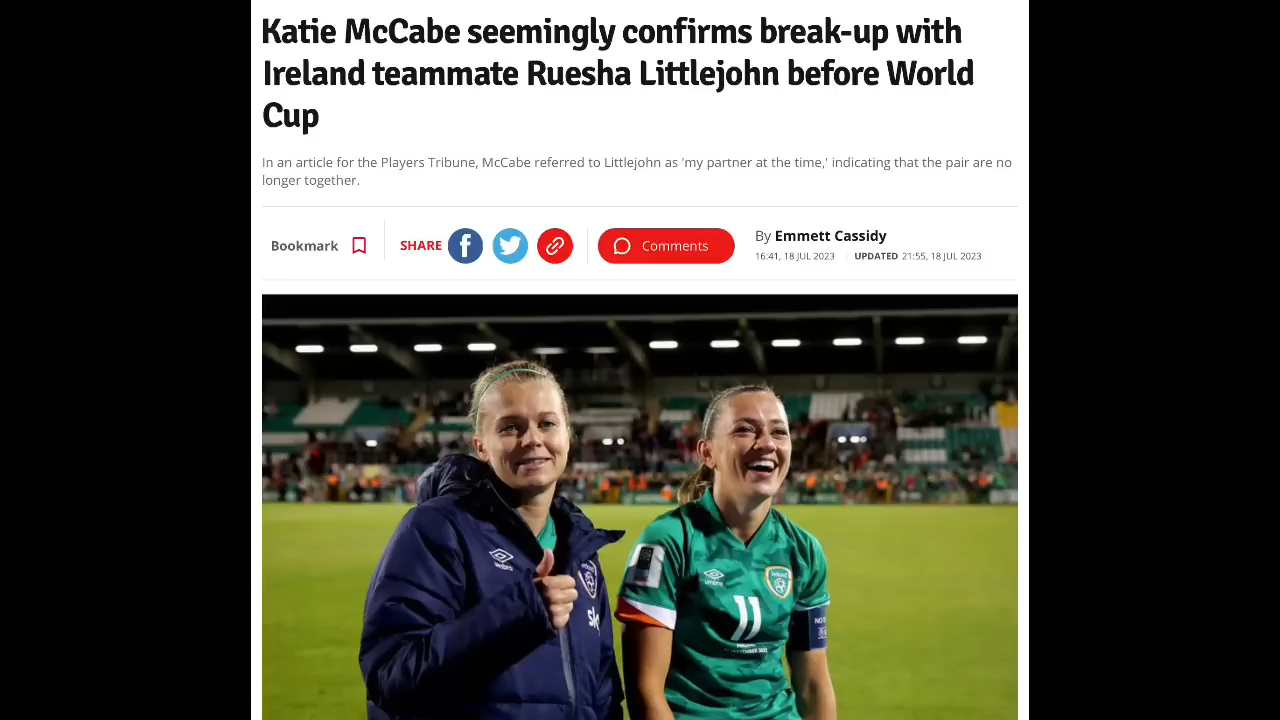 Katie McCabe seemingly confirms break-up with
Ireland teammate Ruesha Littlejohn before World
Cup
In an article for the Players Tribune, McCabe referred to Littlejohn as 'my partner at the time,' indicating that the pair are no
longer together.
Bookmark
SHARE
Comments
By Emmett Cassidy
16:41, 18 JUL 2023
UPDATED 21:55, 18 JUL 2023
umbro
sky
umbro
Ireland
11